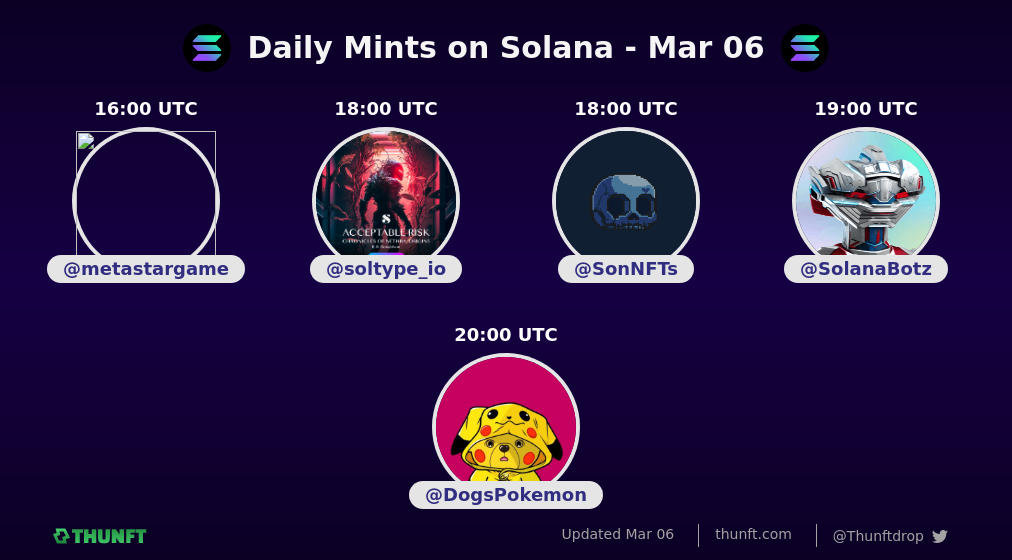 Daily Mints on Solana - Mar 06
16:00 UTC
@metastargame
18:00 UTC
ACCEPTABLE RISK
@soltype_io
18:00 UTC
@SonNFTs
19:00 UTC
@SolanaBotz
20:00 UTC
@DogsPokemon
THUNFT
Updated Mar 06
thunft.com
@Thunftdrop